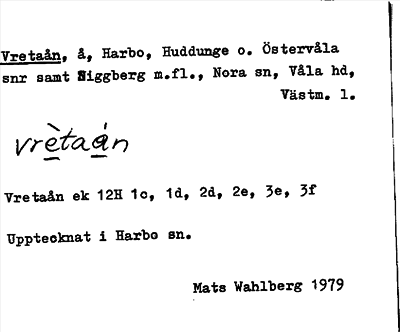 Vretaån, å, Harbo, Huddunge o. Östervåla
snr samt Siggberg m.fl., Nora sn, Våla hd,
Västm. l.
vrètaán
Vretaån ek 12H 1c, 1d, 2d, 2e, 3e, 3f
Upptecknat i Harbo sn.
Mats Wahlberg 1979